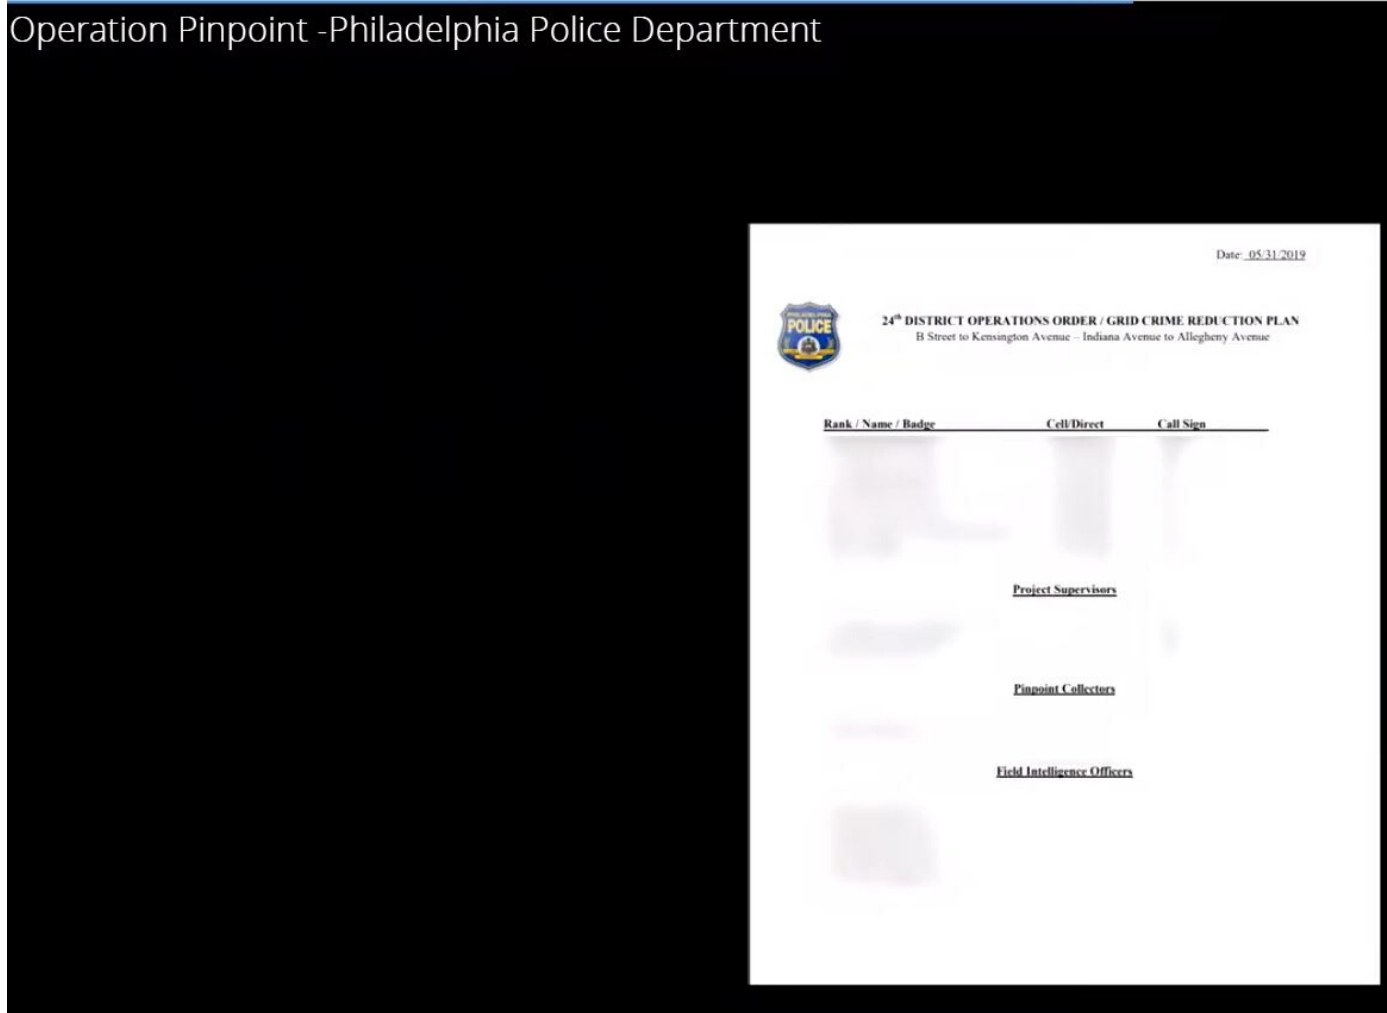 Operation Pinpoint -Philadelphia Police Department
Date: 05/31/2019
PHILADELPHIA
POLICE
24th DISTRICT OPERATIONS ORDER / GRID CRIME REDUCTION PLAN
B Street to Kensington Avenue – Indiana Avenue to Allegheny Avenue
Rank / Name / Badge Cell/Direct Call Sign
Project Supervisors
Pinpoint Collectors
Field Intelligence Officers